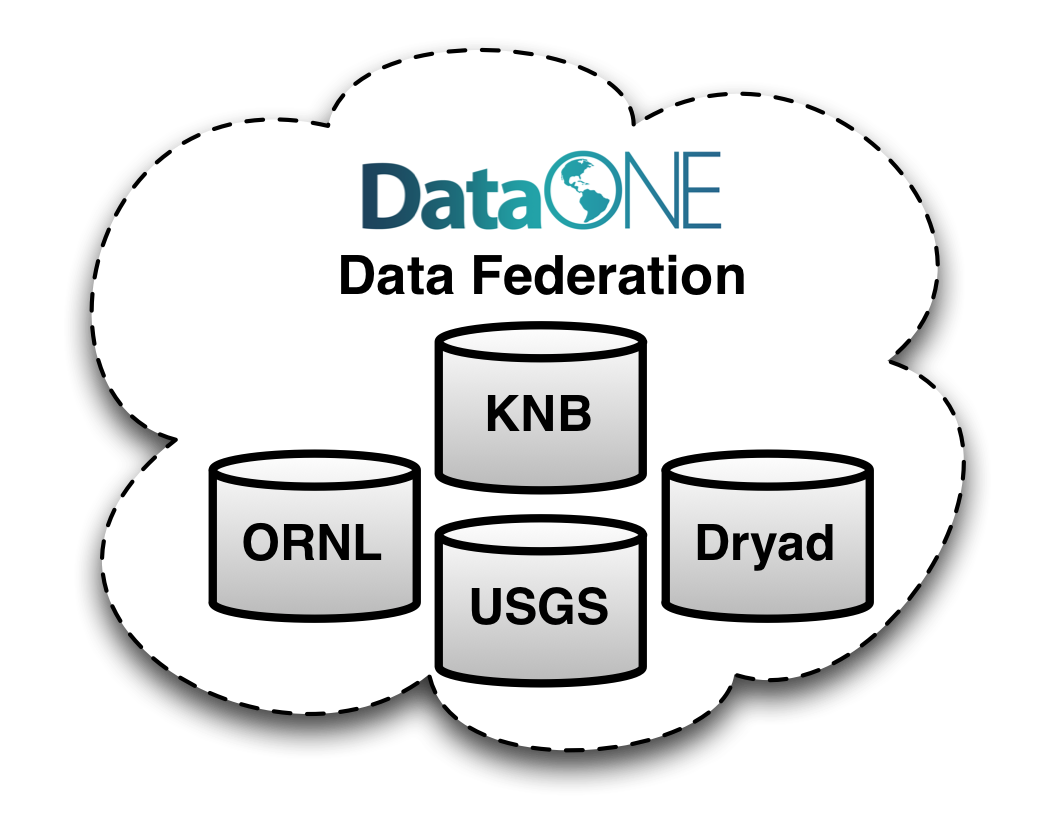 DataONE
Data Federation
KNB
ORNL
Dryad
USGS